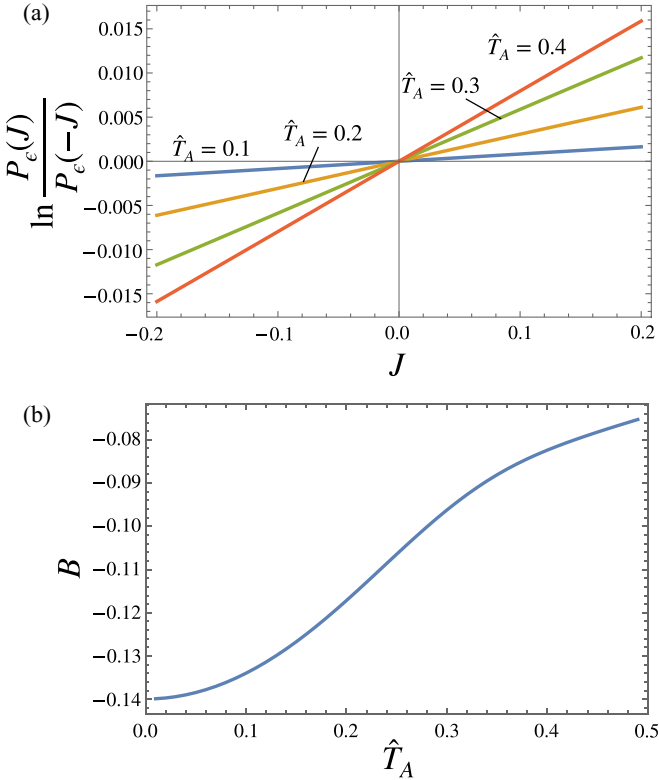 (a)
0.015
0.010
0.005
0.000
−0.005
−0.010
−0.015
ln P_ϵ(J) / P_ϵ(−J)
T̂_A = 0.4
T̂_A = 0.3
T̂_A = 0.2
T̂_A = 0.1
−0.2 −0.1 0.0 0.1 0.2
J
(b)
−0.08
−0.09
−0.10
−0.11
−0.12
−0.13
−0.14
B
0.0 0.1 0.2 0.3 0.4 0.5
T̂_A